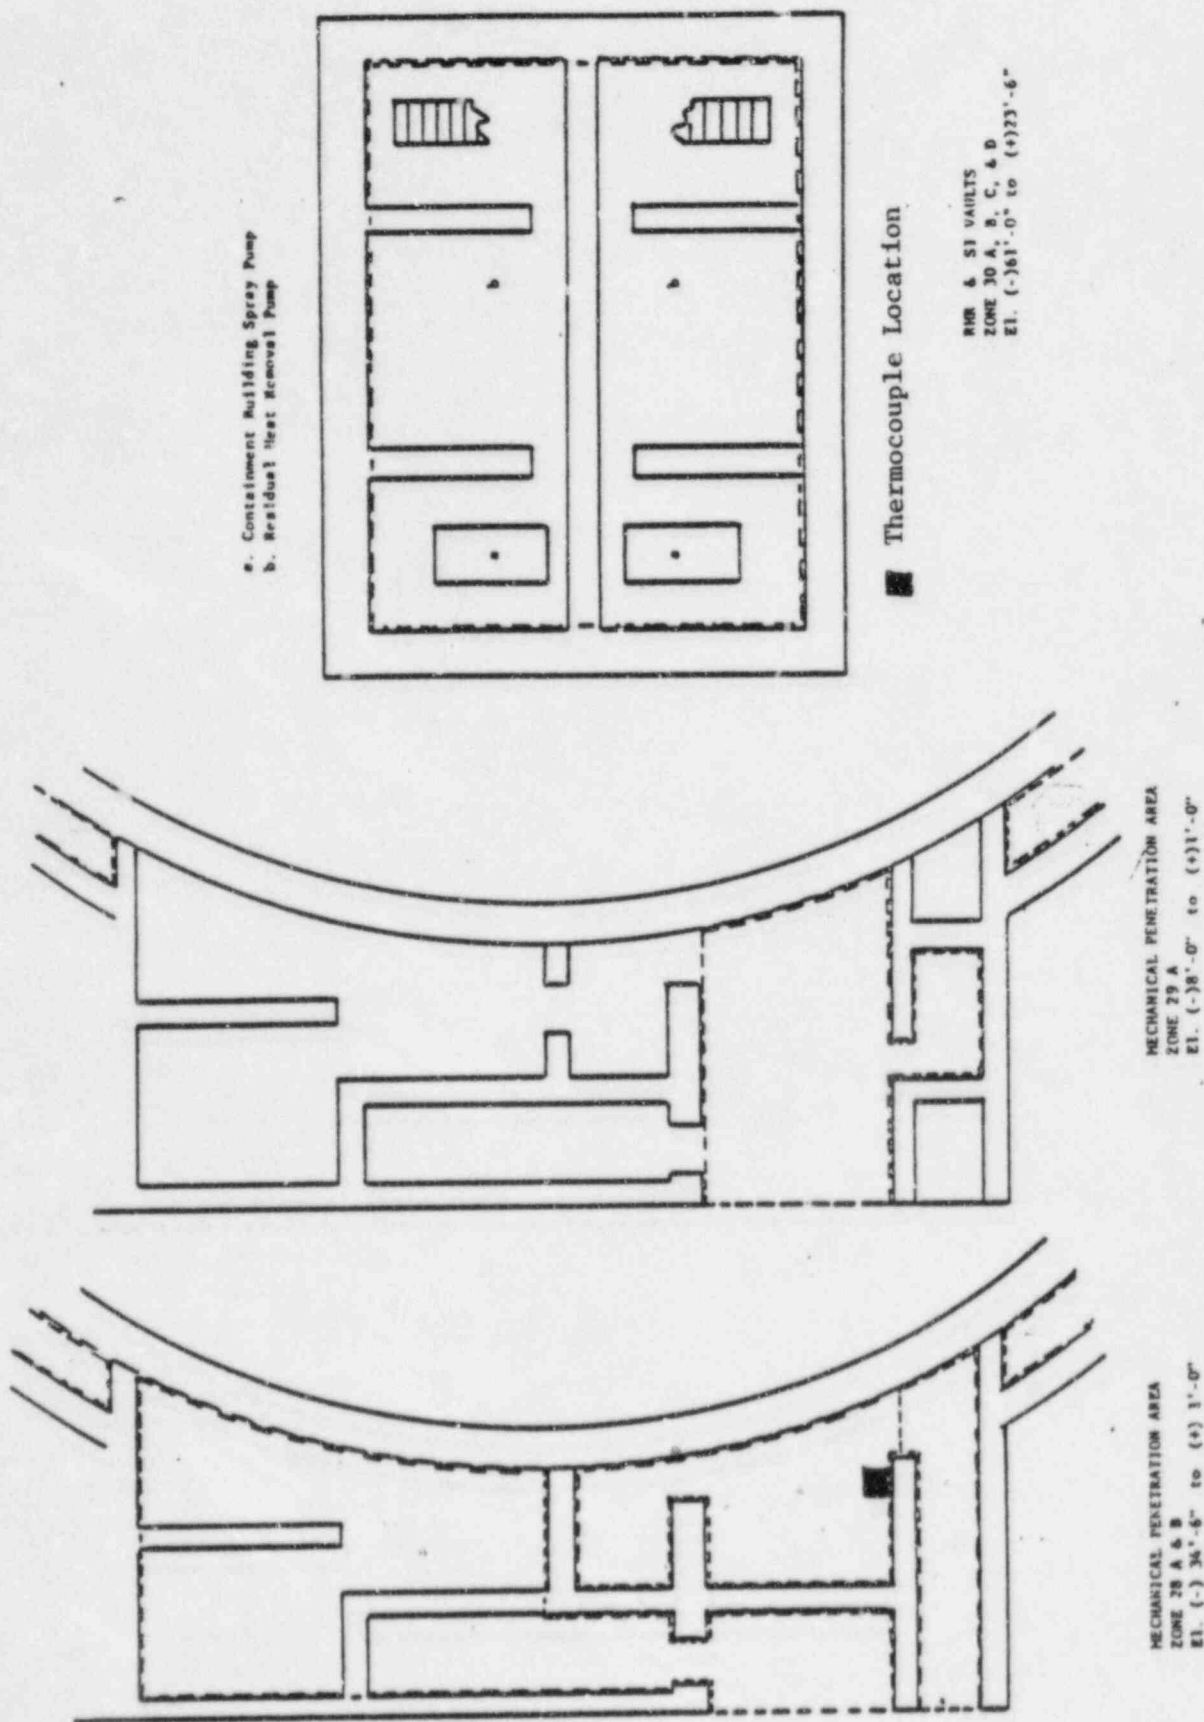 a. Containment Building Spray Pump
b. Residual Heat Removal Pump
b
b
a
a
Thermocouple Location
RHR & SI VAULTS
ZONE 30 A, B, C, & D
El. (-)61'-0" to (+)23'-6"
MECHANICAL PENETRATION AREA
ZONE 29 A
El. (-)8'-0" to (+)1'-0"
MECHANICAL PENETRATION AREA
ZONE 28 A & B
El. (-) 34'-6" to (+) 1'-0"